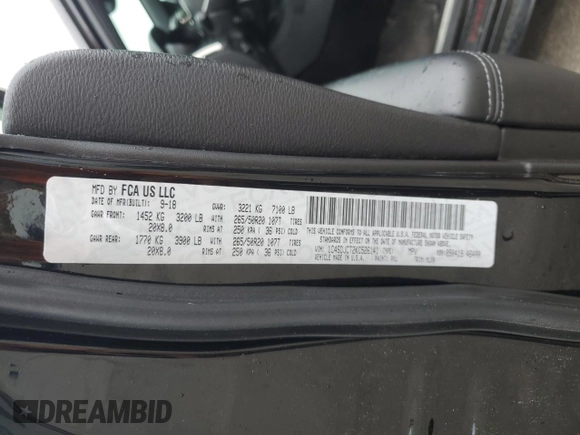 MFD BY FCA US LLC
DATE OF MFR(BUILT): 9-18 GVWR: 3221 KG 7100 LB
GAWR FRONT: 1452 KG 3200 LB WITH 265/50R20 107T TIRES
20X8.0 RIMS AT 250 KPA ( 36 PSI COLD)
GAWR REAR: 1770 KG 3900 LB WITH 265/50R20 107T TIRES
20X8.0 RIMS AT 250 KPA ( 36 PSI COLD)
THIS VEHICLE CONFORMS TO ALL APPLICABLE U.S. FEDERAL MOTOR VEHICLE SAFETY
STANDARDS IN EFFECT ON THE DATE OF MANUFACTURE SHOWN ABOVE.
VIN: TYPE: MPV
VEHICLE MADE IN U.S.A. PAINT:
DREAMBID